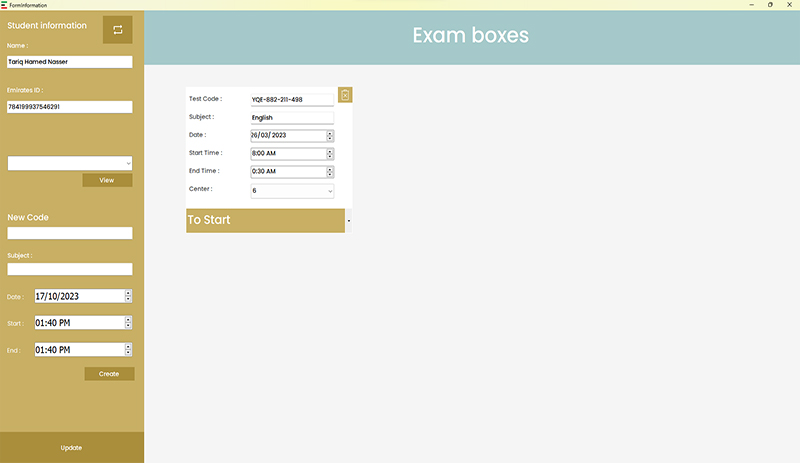 FormInformation
Student information
Name :
Tariq Hamed Nasser
Emirates ID :
784199937546291
View
New Code
Subject :
Date :
17/10/2023
Start :
01:40 PM
End :
01:40 PM
Create
Update
Exam boxes
Test Code :
YQE-882-211-498
Subject :
English
Date :
26/03/2023
Start Time :
8:00 AM
End Time :
0:30 AM
Center :
6
To Start